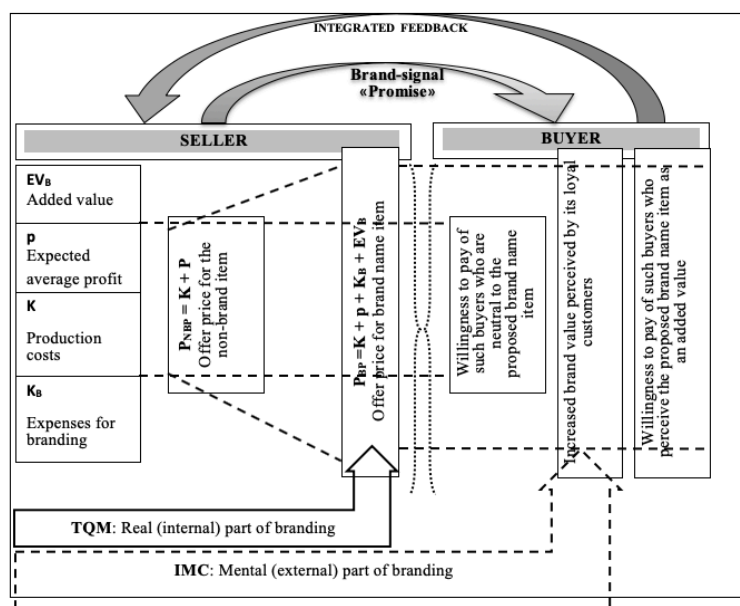 INTEGRATED FEEDBACK
Brand-signal
«Promise»
SELLER
BUYER
EVB
Added value
p
Expected
average profit
K
Production
costs
KB
Expenses for
branding
PNBP = K + P
Offer price for the
non-brand item
PBP =K + p + KB + EVB
Offer price for brand name item
Willingness to pay of
such buyers who are
neutral to the
proposed brand name
item
Increased brand value perceived by its loyal
customers
Willingness to pay of such buyers who
perceive the proposed brand name item as
an added value
TQM: Real (internal) part of branding
IMC: Mental (external) part of branding